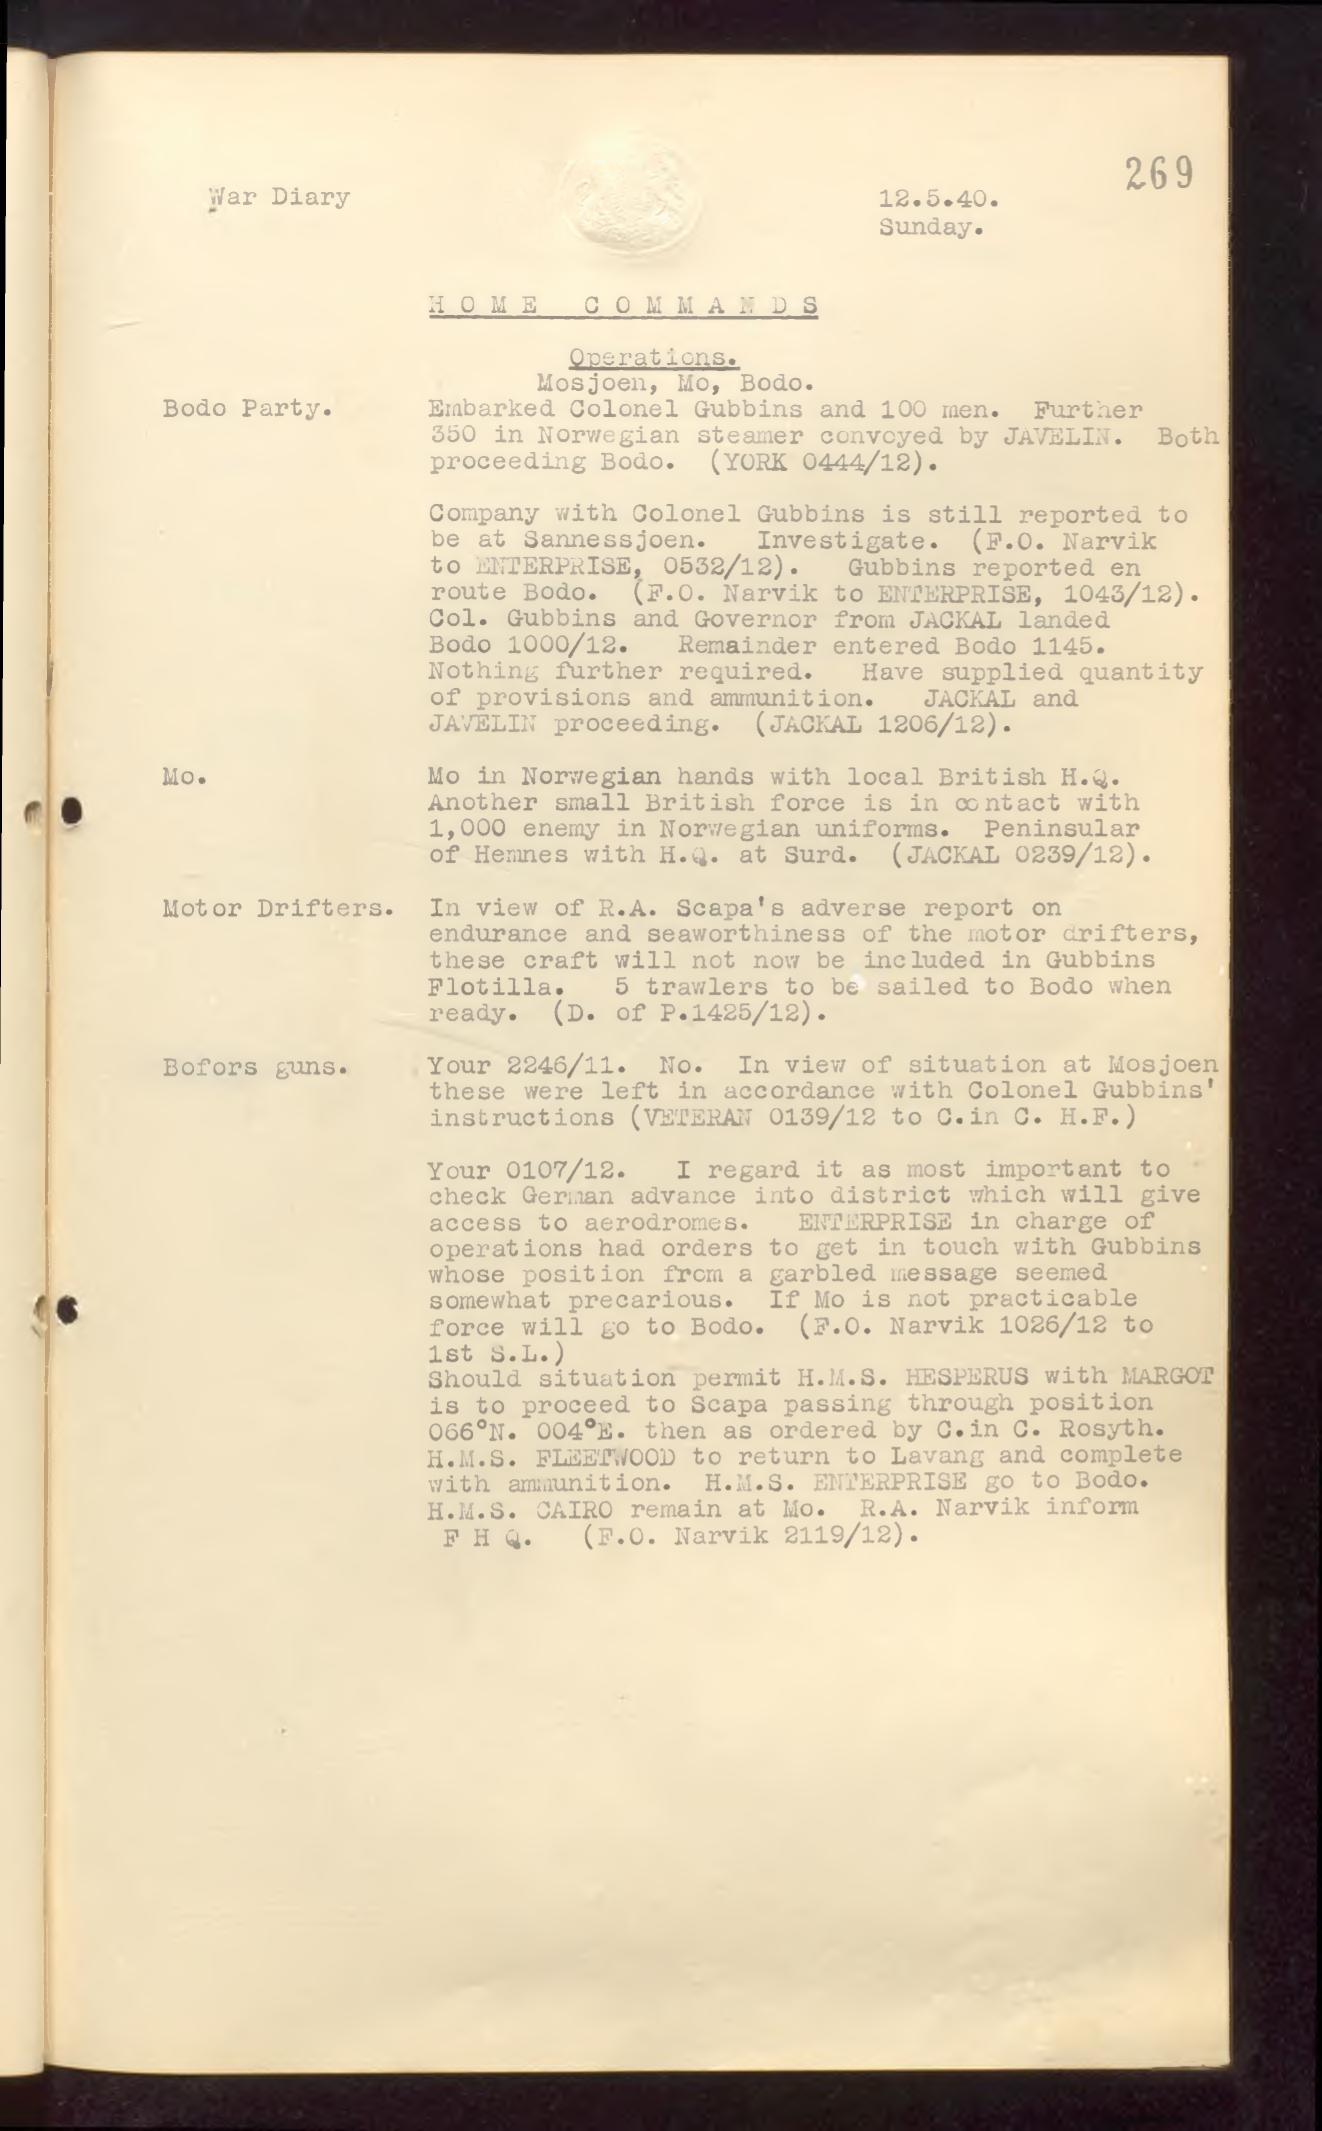 269
War Diary
12.5.40.
Sunday.
HOME COMMANDS
Operations.
Mosjoen, Mo, Bodo.
Bodo Party.
Embarked Colonel Gubbins and 100 men. Further
350 in Norwegian steamer convoyed by JAVELIN. Both
proceeding Bodo. (YORK 0444/12).
Company with Colonel Gubbins is still reported to
be at Sannessjoen. Investigate. (F.O. Narvik
to ENTERPRISE, 0532/12). Gubbins reported en
route Bodo. (F.O. Narvik to ENTERPRISE, 1043/12).
Col. Gubbins and Governor from JACKAL landed
Bodo 1000/12. Remainder entered Bodo 1145.
Nothing further required. Have supplied quantity
of provisions and ammunition. JACKAL and
JAVELIN proceeding. (JACKAL 1206/12).
Mo.
Mo in Norwegian hands with local British H.Q.
Another small British force is in contact with
1,000 enemy in Norwegian uniforms. Peninsular
of Hemnes with H.Q. at Surd. (JACKAL 0239/12).
Motor Drifters.
In view of R.A. Scapa's adverse report on
endurance and seaworthiness of the motor drifters,
these craft will not now be included in Gubbins
Flotilla. 5 trawlers to be sailed to Bodo when
ready. (D. of P.1425/12).
Bofors guns.
Your 2246/11. No. In view of situation at Mosjoen
these were left in accordance with Colonel Gubbins'
instructions (VETERAN 0139/12 to C.in C. H.F.)
Your 0107/12. I regard it as most important to
check German advance into district which will give
access to aerodromes. ENTERPRISE in charge of
operations had orders to get in touch with Gubbins
whose position from a garbled message seemed
somewhat precarious. If Mo is not practicable
force will go to Bodo. (F.O. Narvik 1026/12 to
1st S.L.)
Should situation permit H.M.S. HESPERUS with MARGOT
is to proceed to Scapa passing through position
066°N. 004°E. then as ordered by C.in C. Rosyth.
H.M.S. FLEETWOOD to return to Lavang and complete
with ammunition. H.M.S. ENTERPRISE go to Bodo.
H.M.S. CAIRO remain at Mo. R.A. Narvik inform
F H Q. (F.O. Narvik 2119/12).